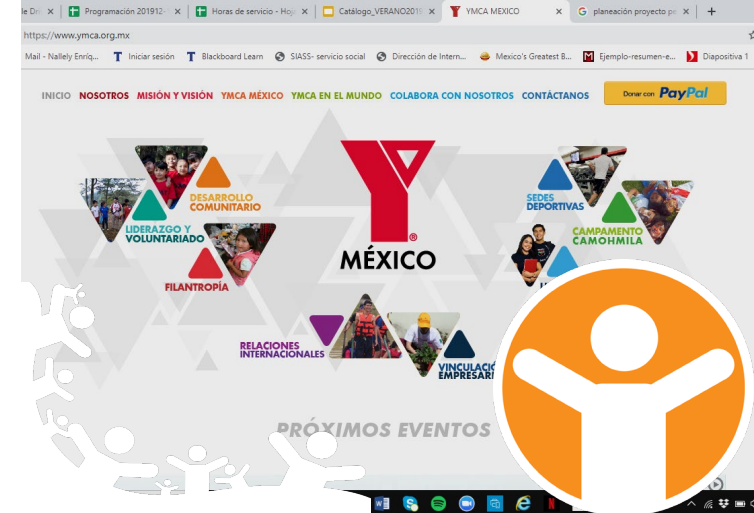 le Dri
Programación 201912-
Horas de servicio - Hoj
Catálogo_VERANO2019
YMCA MEXICO
planeación proyecto pe
https://www.ymca.org.mx
Mail - Nallely Enríq...
Iniciar sesión
Blackboard Learn
SIASS- servicio social
Dirección de Intern...
Mexico's Greatest B...
Ejemplo-resumen-e...
Diapositiva 1
INICIO NOSOTROS MISIÓN Y VISIÓN YMCA MÉXICO YMCA EN EL MUNDO COLABORA CON NOSOTROS CONTÁCTANOS
Donar con PayPal
DESARROLLO
COMUNITARIO
LIDERAZGO Y
VOLUNTARIADO
FILANTROPÍA
MÉXICO
SEDES
DEPORTIVAS
CAMPAMENTO
CAMOHMILA
RELACIONES
INTERNACIONALES
VINCULACIÓ
EMPRESARI
PRÓXIMOS EVENTOS